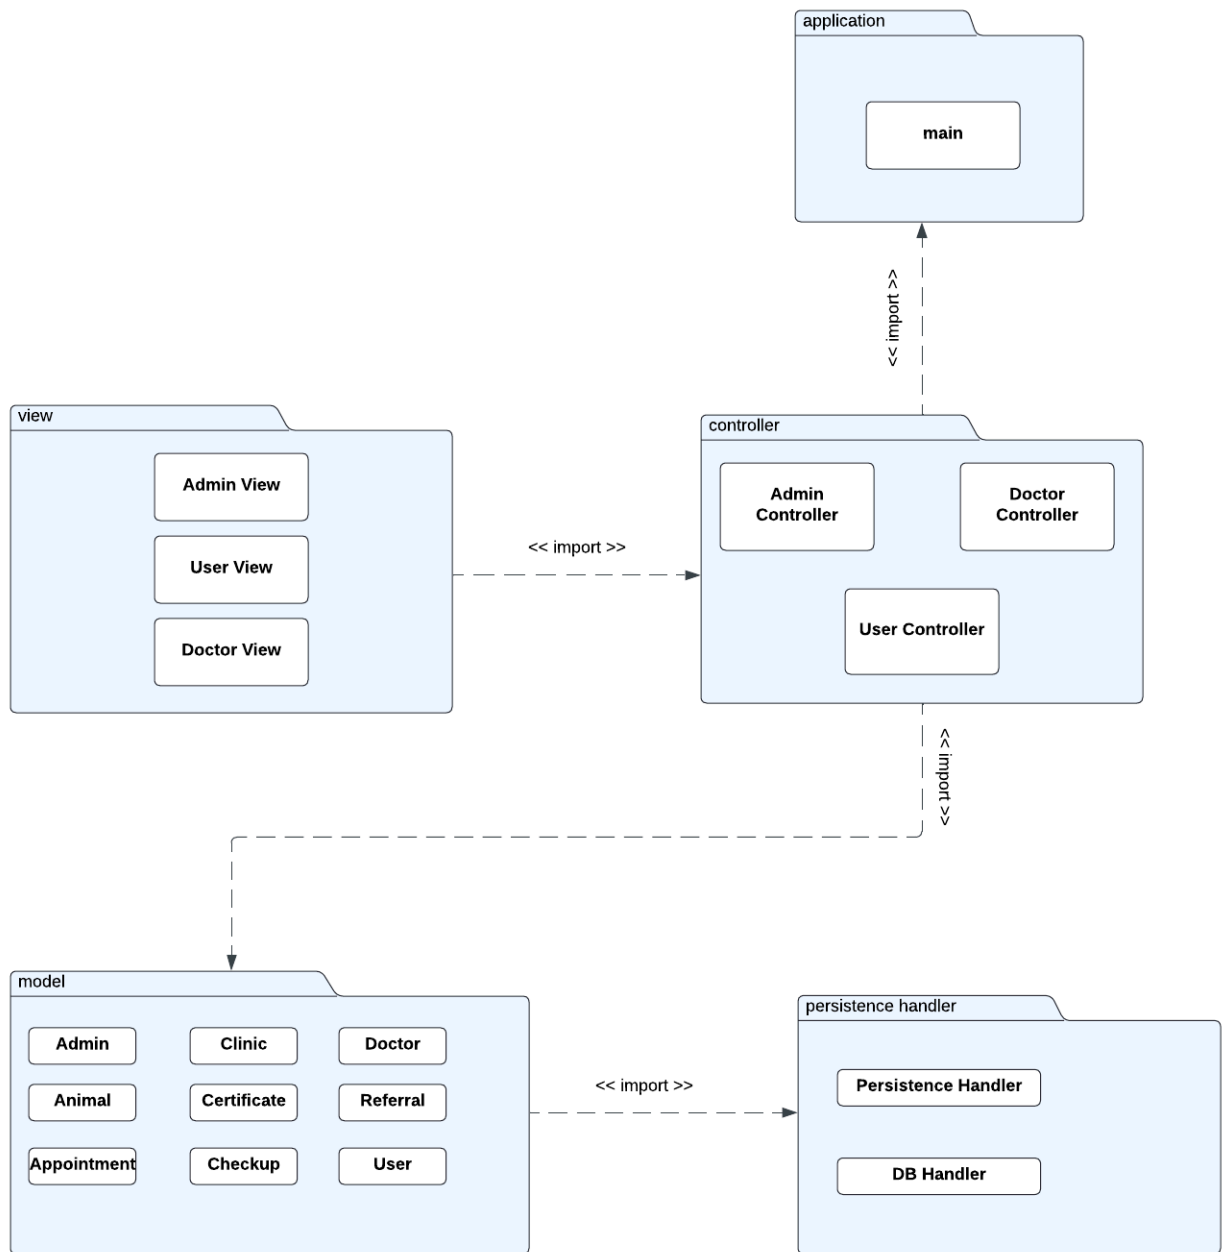 application
main
<< import >>
view
Admin View
User View
Doctor View
<< import >>
controller
Admin
Controller
Doctor
Controller
User Controller
<< import >>
model
Admin
Clinic
Doctor
Animal
Certificate
Referral
Appointment
Checkup
User
<< import >>
persistence handler
Persistence Handler
DB Handler